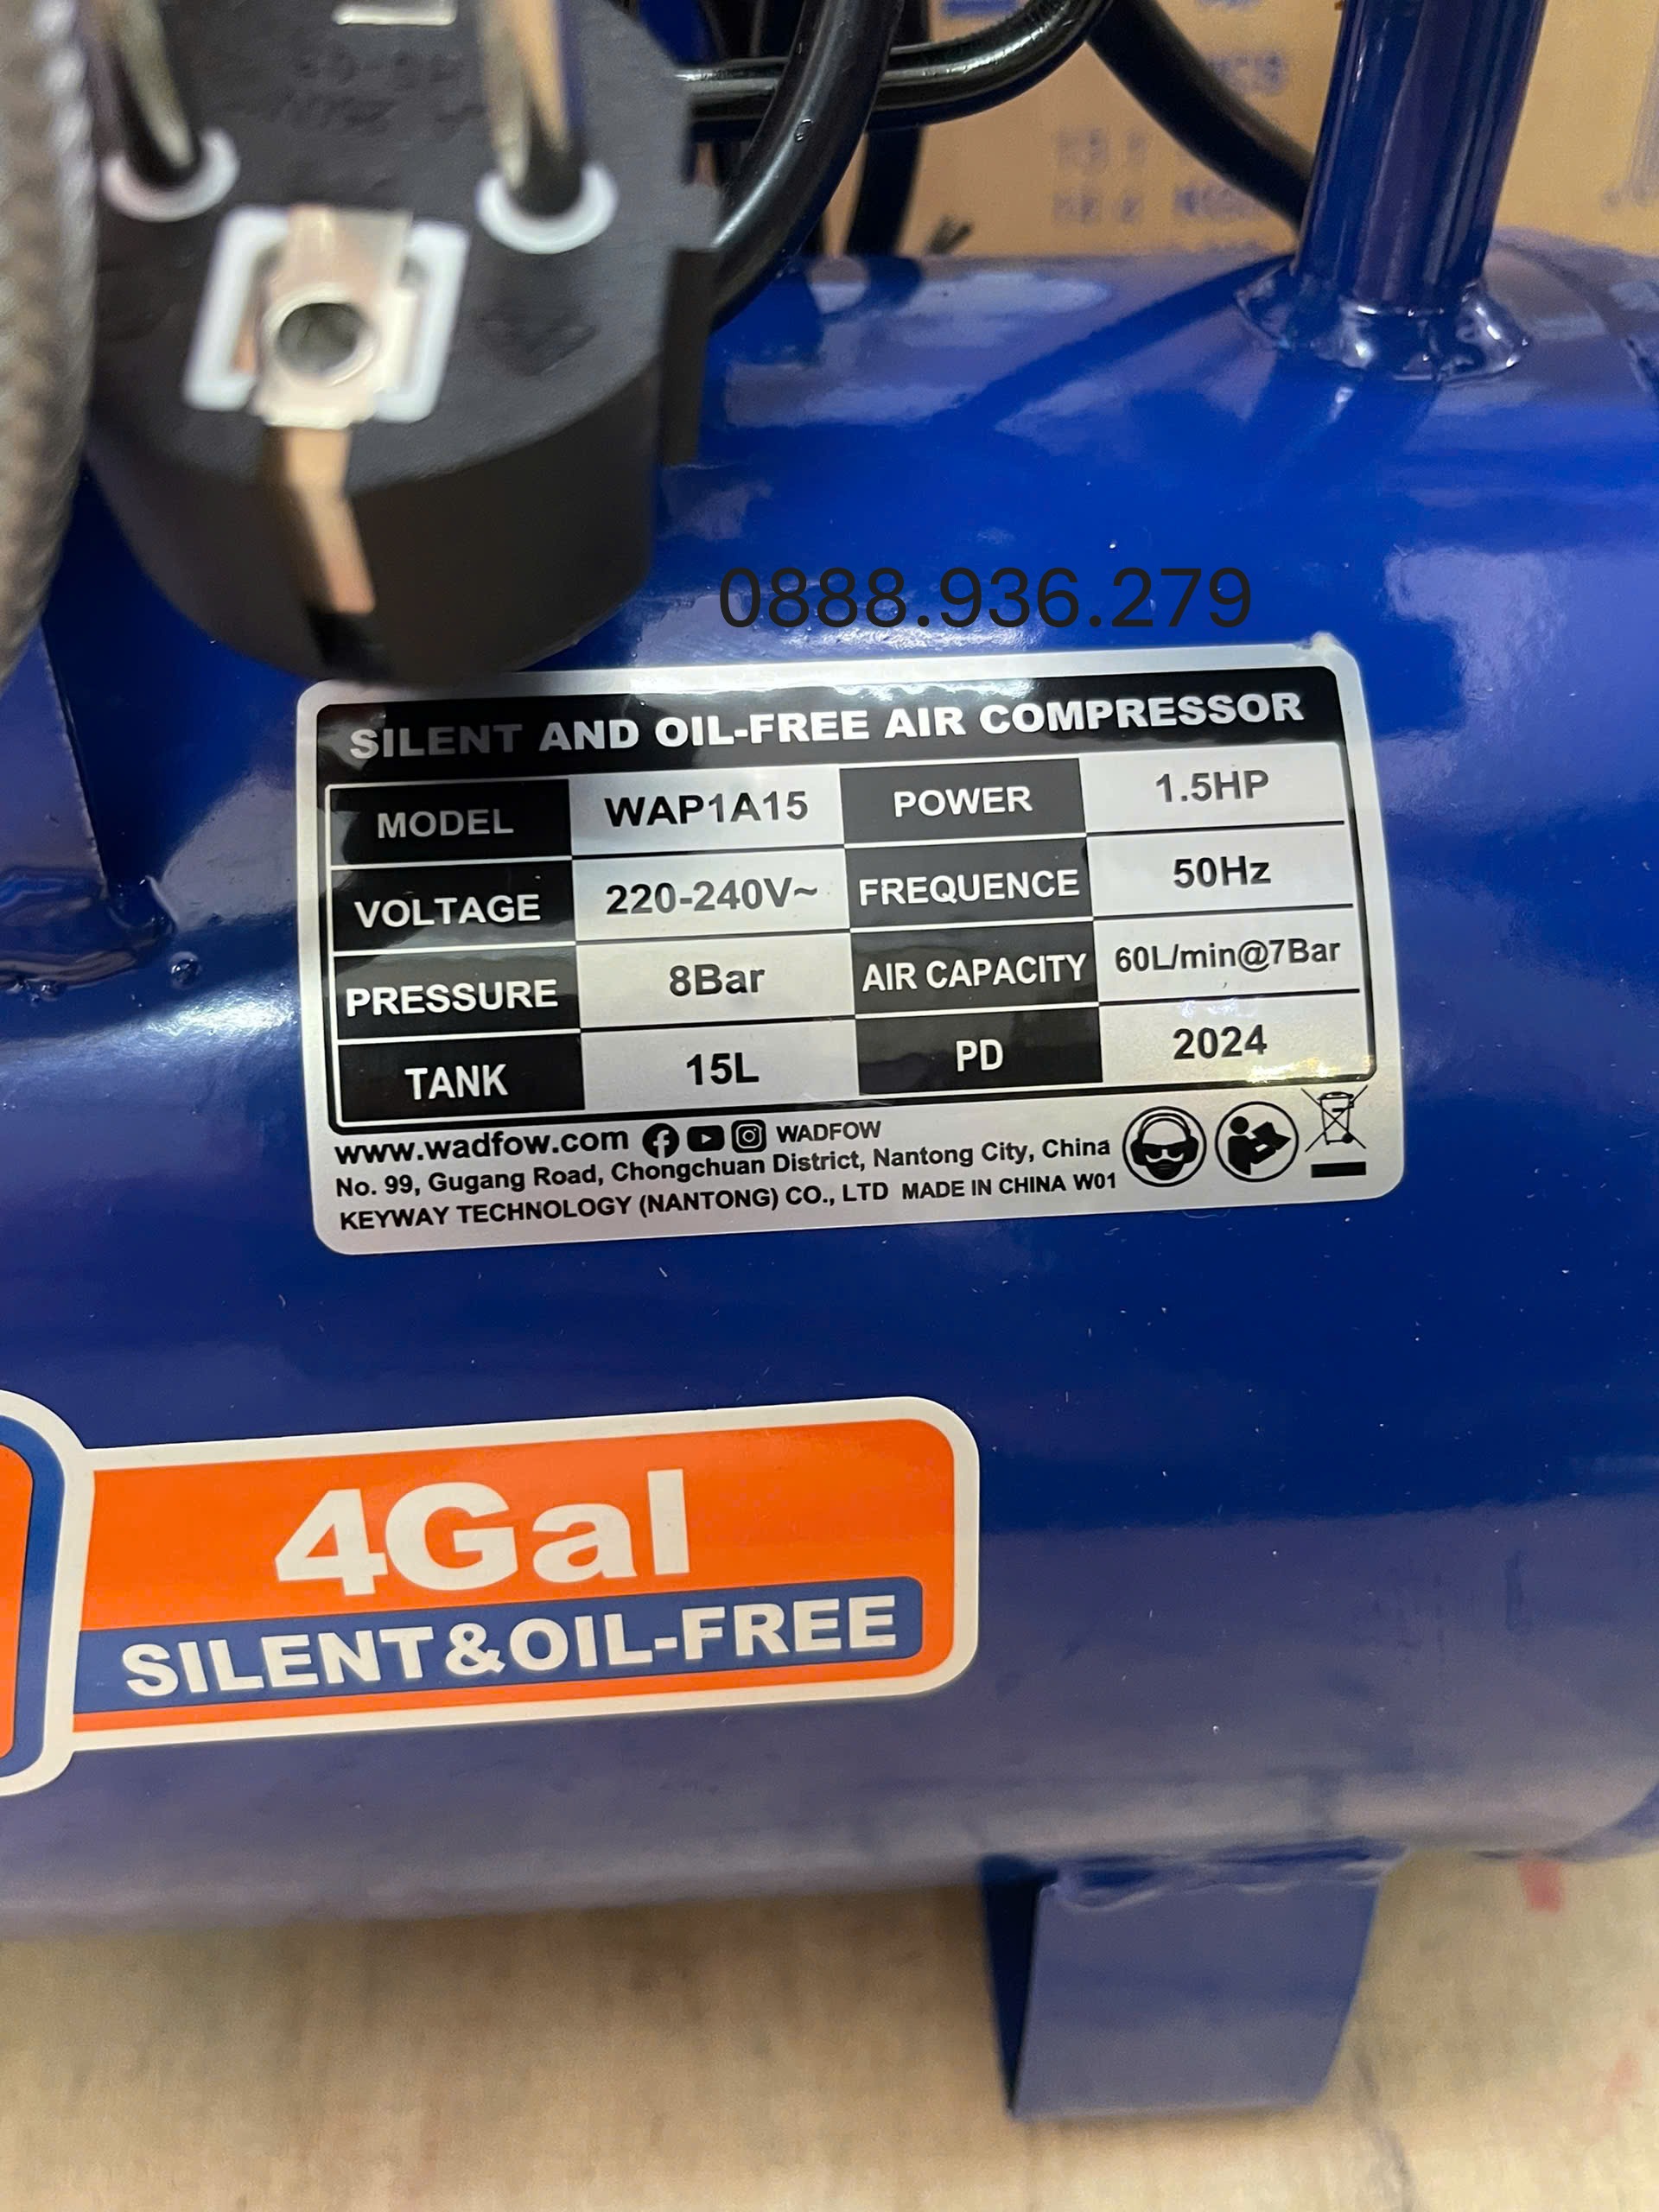 0888.936.279
SILENT AND OIL-FREE AIR COMPRESSOR
MODEL WAP1A15 POWER 1.5HP
VOLTAGE 220-240V~ FREQUENCE 50Hz
PRESSURE 8Bar AIR CAPACITY 60L/min@7Bar
TANK 15L PD 2024
www.wadfow.com WADFOW
No. 99, Gugang Road, Chongchuan District, Nantong City, China
KEYWAY TECHNOLOGY (NANTONG) CO., LTD MADE IN CHINA W01
4Gal
SILENT&OIL-FREE